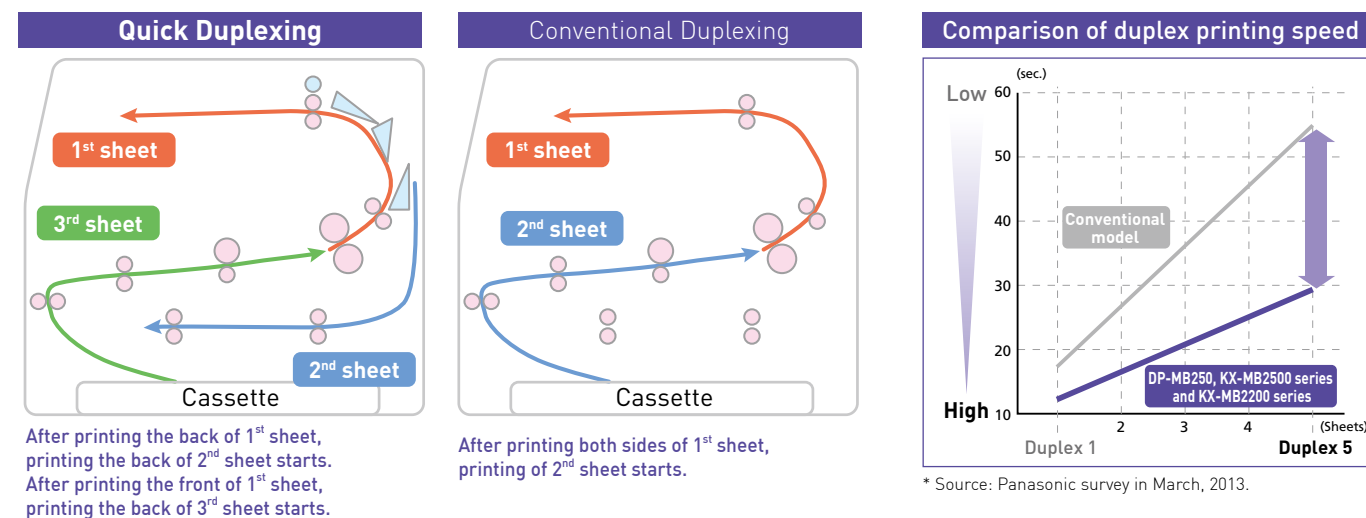 Quick Duplexing
1st sheet
3rd sheet
2nd sheet
Cassette
After printing the back of 1st sheet,
printing the back of 2nd sheet starts.
After printing the front of 1st sheet,
printing the back of 3rd sheet starts.
Conventional Duplexing
1st sheet
2nd sheet
Cassette
After printing both sides of 1st sheet,
printing of 2nd sheet starts.
Comparison of duplex printing speed
(sec.)
Low 60
50
40
30
20
High 10
Conventional
model
DP-MB250, KX-MB2500 series
and KX-MB2200 series
2 3 4 (Sheets)
Duplex 1 Duplex 5
* Source: Panasonic survey in March, 2013.